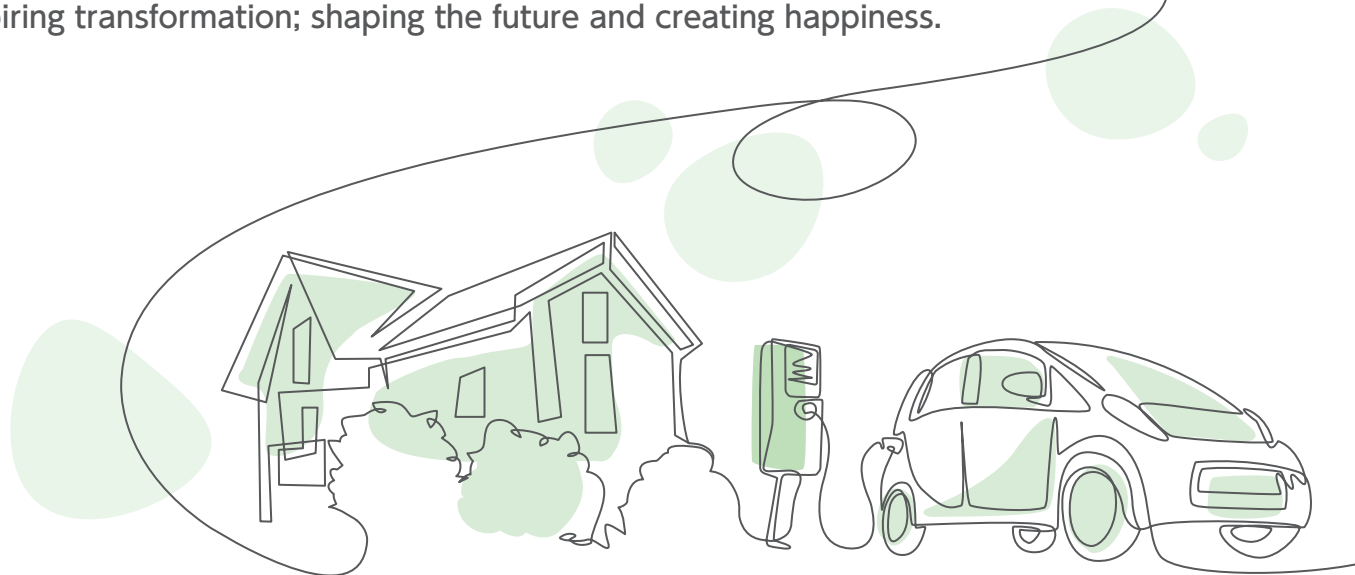 iring transformation; shaping the future and creating happiness.